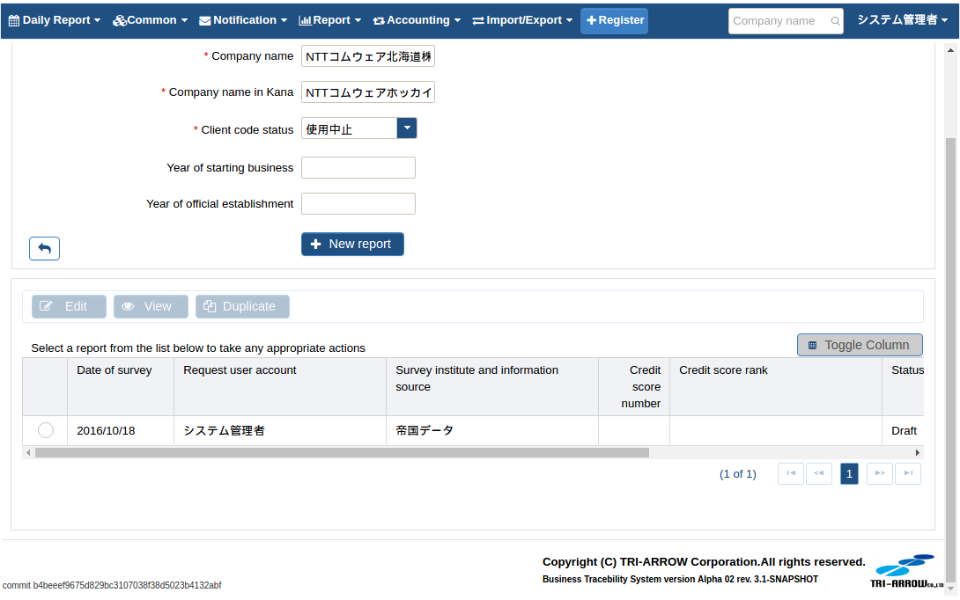 Daily Report Common Notification Report Accounting Import/Export Register Company name システム管理者
* Company name NTTコムウェア北海道株
* Company name in Kana NTTコムウェアホッカイ
* Client code status 使用中止
Year of starting business
Year of official establishment
New report
Edit View Duplicate
Toggle Column
Select a report from the list below to take any appropriate actions
Date of survey Request user account Survey institute and information Credit Credit score rank Status
source score
number
2016/10/18 システム管理者 帝国データ Draft
(1 of 1) 1
Copyright (C) TRI-ARROW Corporation.All rights reserved.
Business Tracebility System version Alpha 02 rev. 3.1-SNAPSHOT
TRI-ARROW Co.,LTD
commit b4beeef9675d829bc3107038f38d5023b4132abf